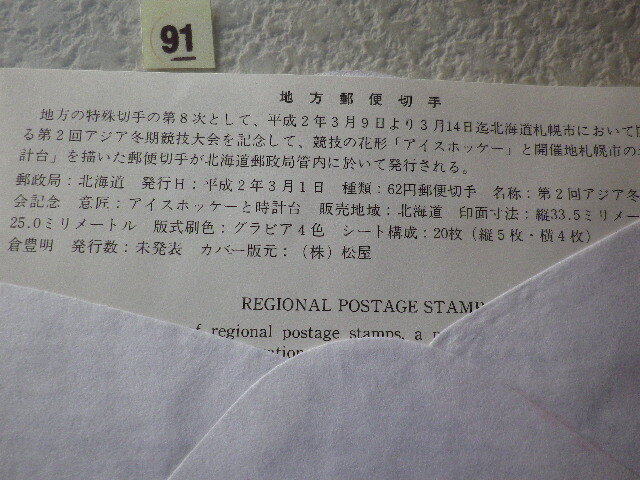 91
地方郵便切手
地方の特殊切手の第8次として、平成2年3月9日より3月14日迄北海道札幌市において
る第2回アジア冬期競技大会を記念して、競技の花形「アイスホッケー」と開催地札幌市の
計台」を描いた郵便切手が北海道郵政局管内に於いて発行される。
郵政局：北海道 発行日：平成2年3月1日 種類：62円郵便切手 名称：第2回アジア冬
会記念 意匠：アイスホッケーと時計台 販売地域：北海道 印面寸法：縦33.5ミリメー
25.0ミリメートル 版式刷色：グラビア4色 シート構成：20枚（縦5枚・横4枚）
倉豊明 発行数：未発表 カバー版元：（株）松屋
REGIONAL POSTAGE STAMP
f regional postage stamps, a
ation